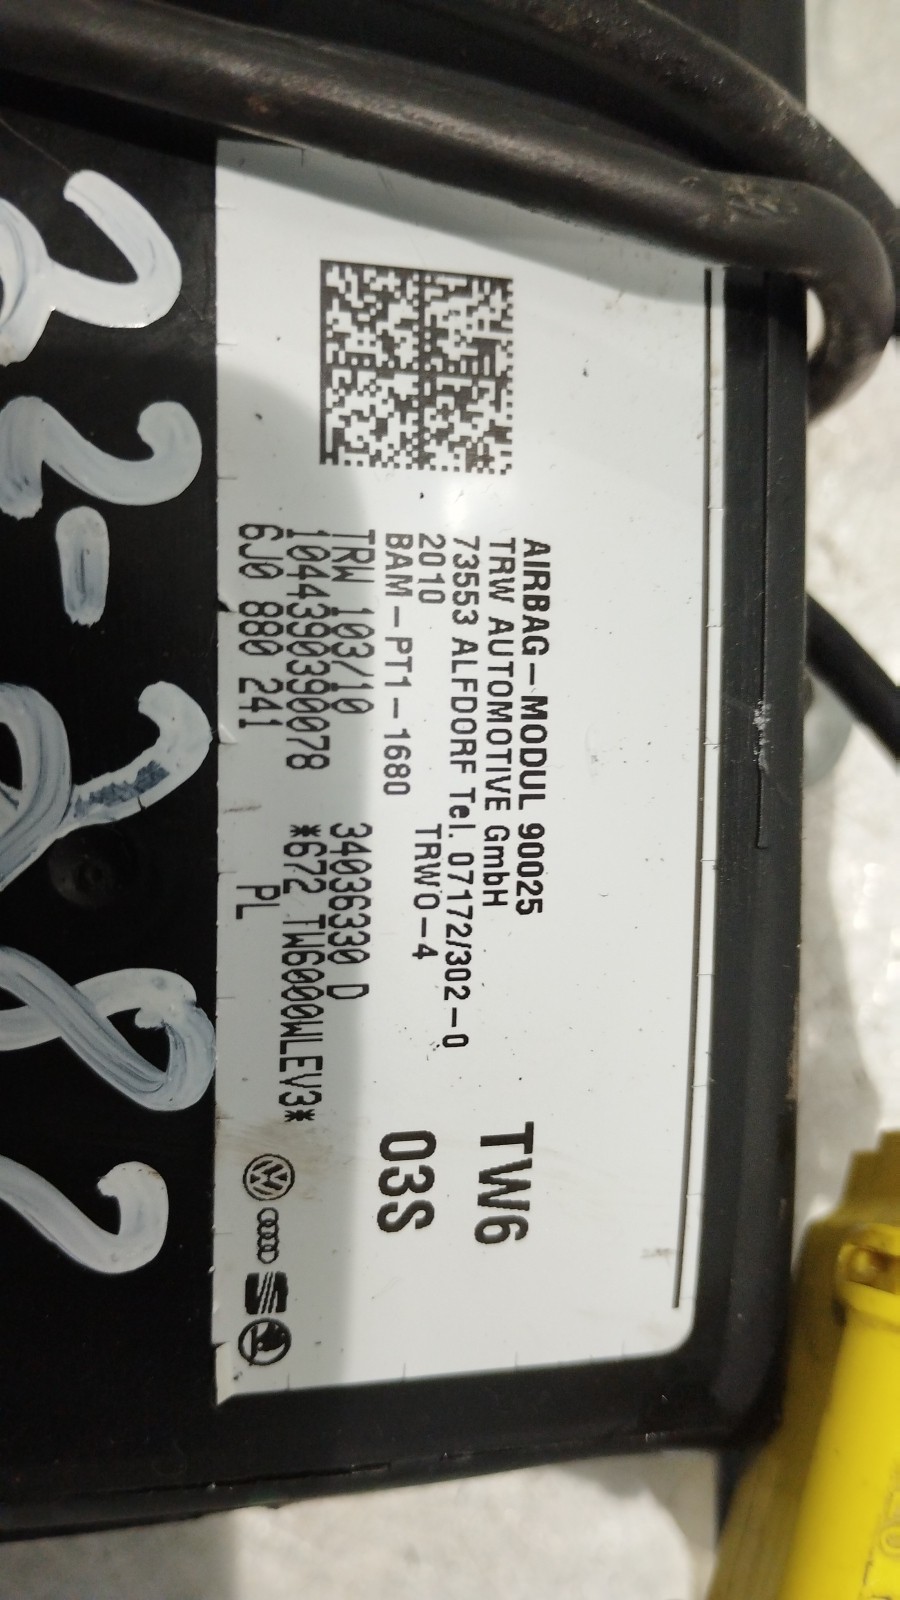 AIRBAG-MODUL 90025
TRW AUTOMOTIVE GmbH
73553 ALFDORF Tel. 07172/302-0
2010 TRWO-4
BAM-PT1-1680
TRW 103/10 34036330 D
1044390390078 *672 TW6000WLEV3*
6J0 880 241 PL
TW6
03S